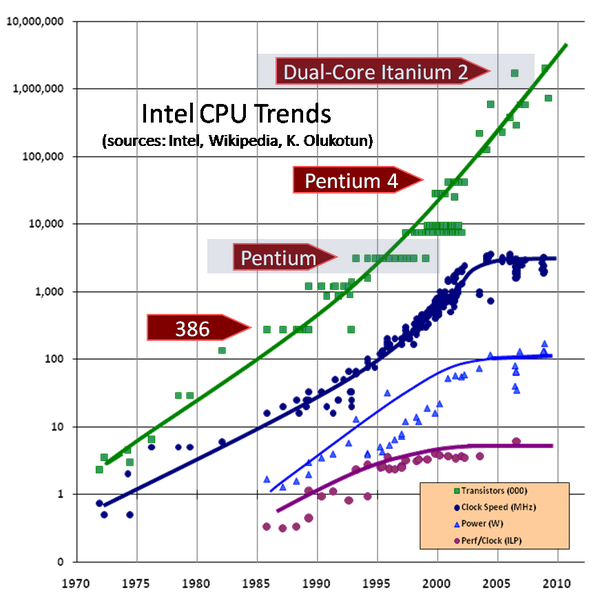 10,000,000
1,000,000
100,000
10,000
1,000
100
10
1
0
Dual-Core Itanium 2
Intel CPU Trends
(sources: Intel, Wikipedia, K. Olukotun)
Pentium 4
Pentium
386
Transistors (000)
Clock Speed (MHz)
Power (W)
Perf/Clock (ILP)
1970 1975 1980 1985 1990 1995 2000 2005 2010